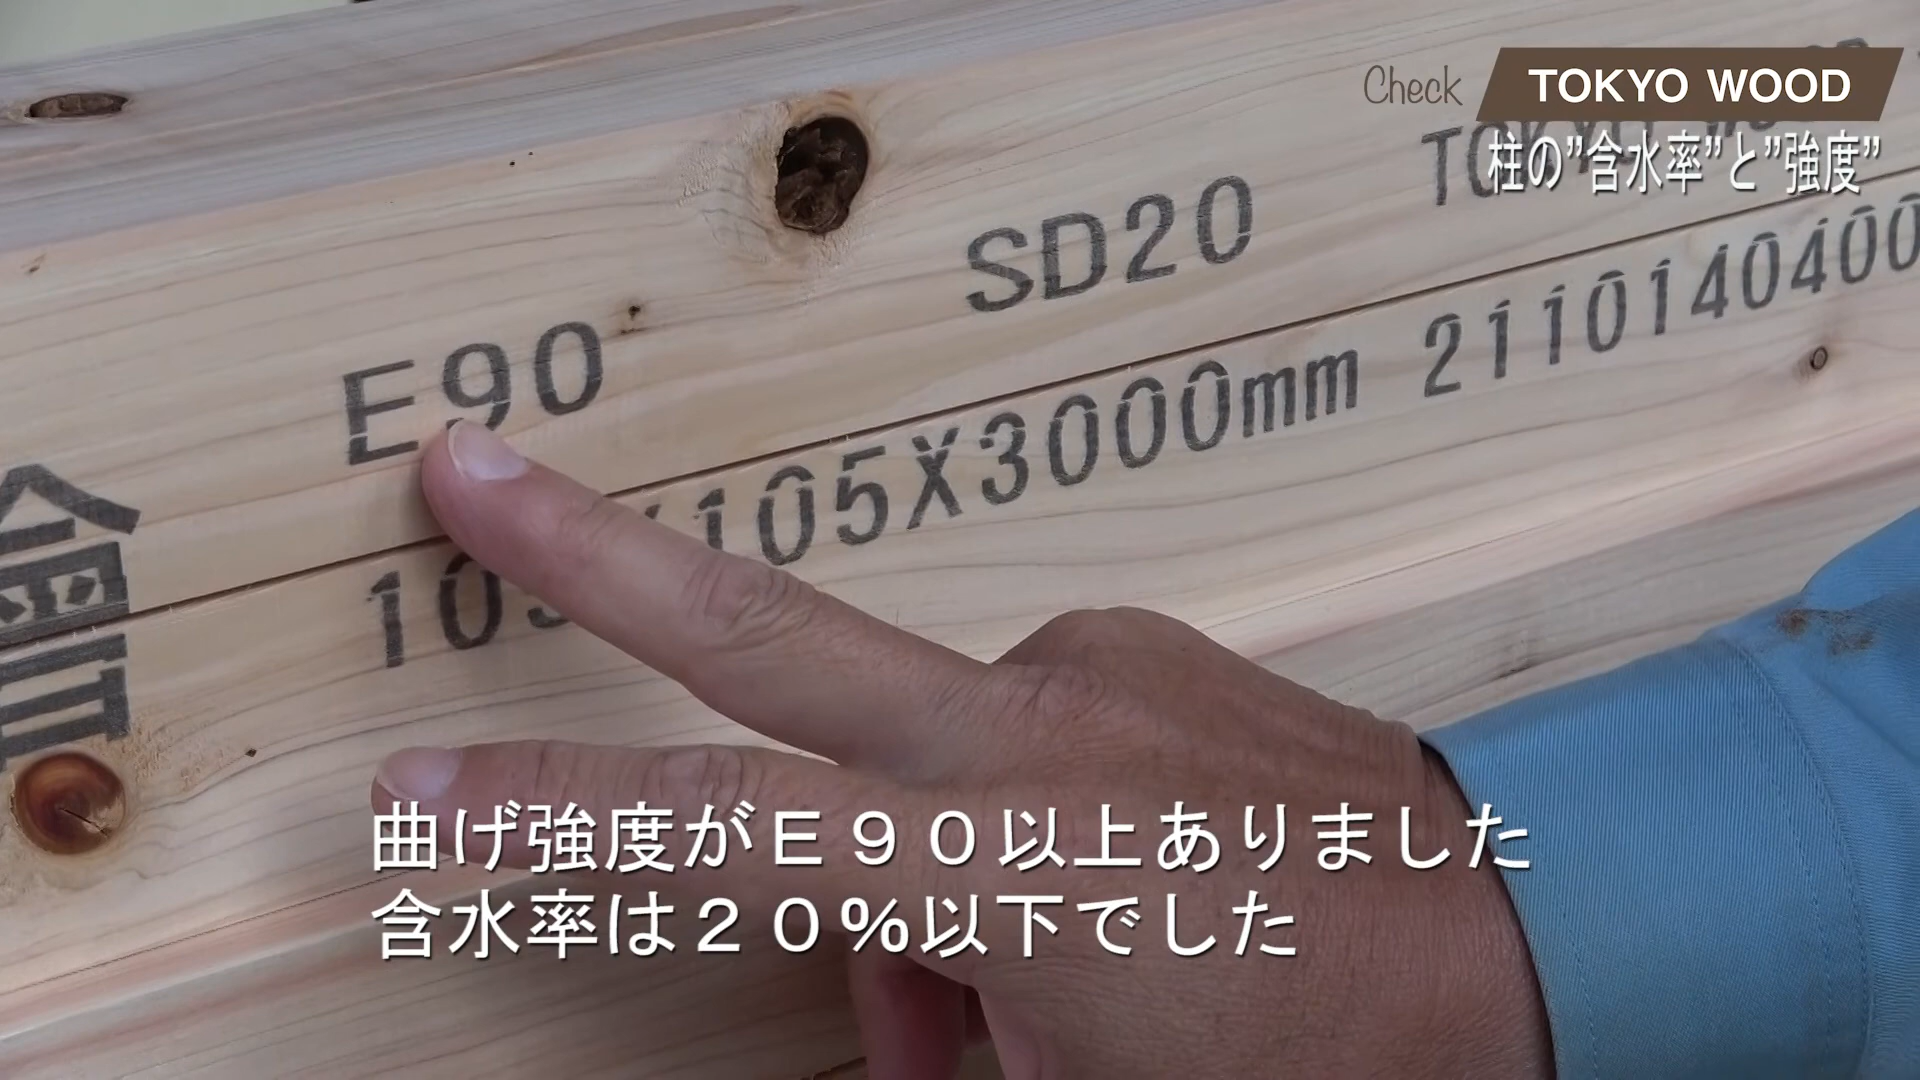 Check TOKYO WOOD
柱の"含水率"と"強度"
SD20
E90
105X3000mm 2110140400
曲げ強度がＥ９０以上ありました
含水率は２０%以下でした